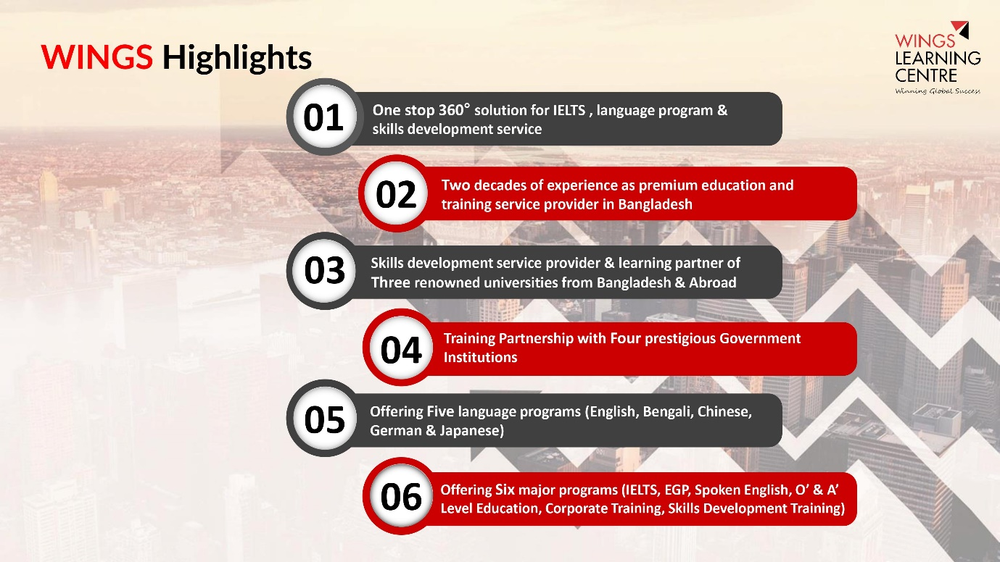 WINGS Highlights
WINGS
LEARNING
CENTRE
Winning Global Success
01
One stop 360° solution for IELTS , language program &
skills development service
02
Two decades of experience as premium education and
training service provider in Bangladesh
03
Skills development service provider & learning partner of
Three renowned universities from Bangladesh & Abroad
04
Training Partnership with Four prestigious Government
Institutions
05
Offering Five language programs (English, Bengali, Chinese,
German & Japanese)
06
Offering Six major programs (IELTS, EGP, Spoken English, O’ & A’
Level Education, Corporate Training, Skills Development Training)